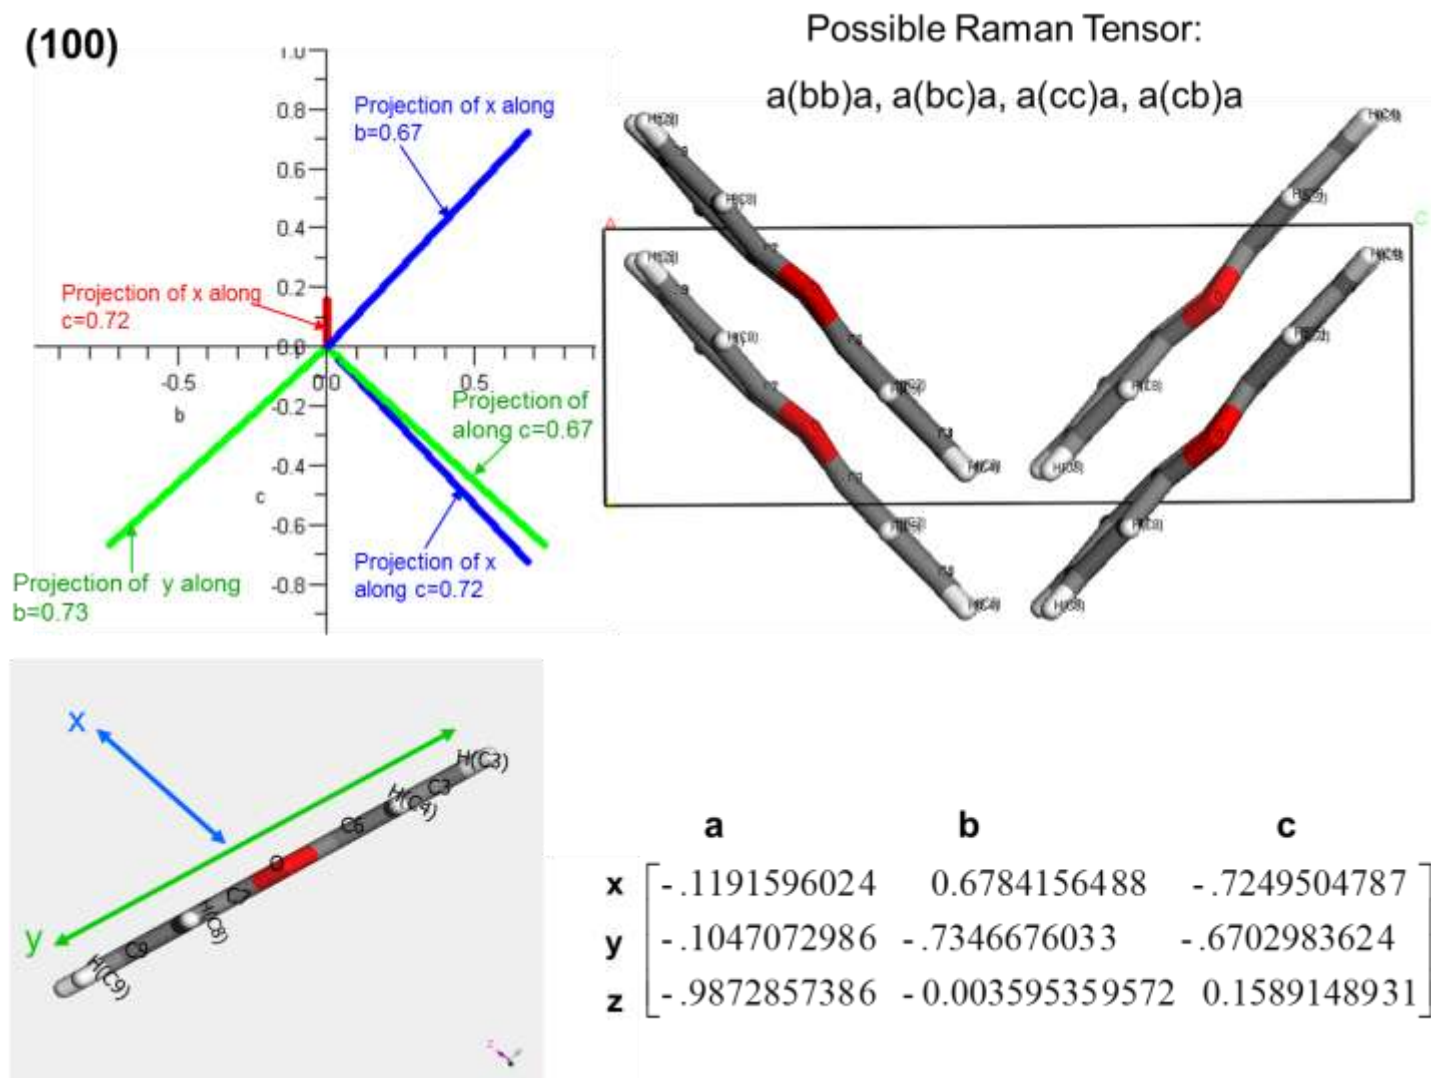 (100)
Possible Raman Tensor:
a(bb)a, a(bc)a, a(cc)a, a(cb)a
1.0
0.8
0.6
0.4
0.2
0.0
-0.2
-0.4
-0.6
-0.8
-0.5
0.0
0.5
b
c
Projection of x along
b=0.67
Projection of x along
c=0.72
Projection of
along c=0.67
Projection of x
along c=0.72
Projection of y along
b=0.73
A
C
H(C8)
H(C8)
H(C8)
H(C8)
x
y
H(C3)
C3
H(C4)
C5
O
C7
H(C8)
C9
H(C9)
z
a b c
x -.1191596024 0.6784156488 -.7249504787
y -.1047072986 -.7346676033 -.6702983624
z -.9872857386 -0.003595359572 0.1589148931